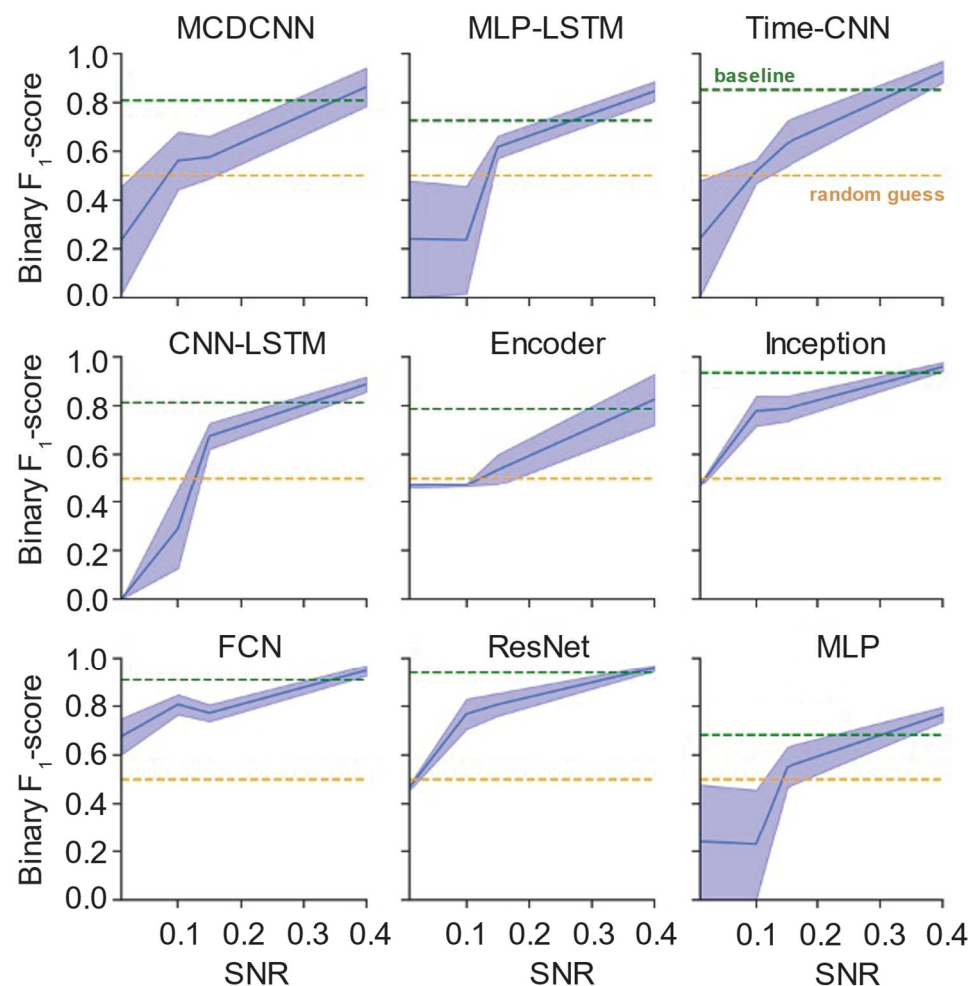 MCDCNN MLP-LSTM Time-CNN
Binary F1-score
1.0
0.8
0.6
0.4
0.2
0.0
baseline
random guess
CNN-LSTM Encoder Inception
Binary F1-score
1.0
0.8
0.6
0.4
0.2
0.0
FCN ResNet MLP
Binary F1-score
1.0
0.8
0.6
0.4
0.2
0.0
0.1 0.2 0.3 0.4 0.1 0.2 0.3 0.4 0.1 0.2 0.3 0.4
SNR SNR SNR